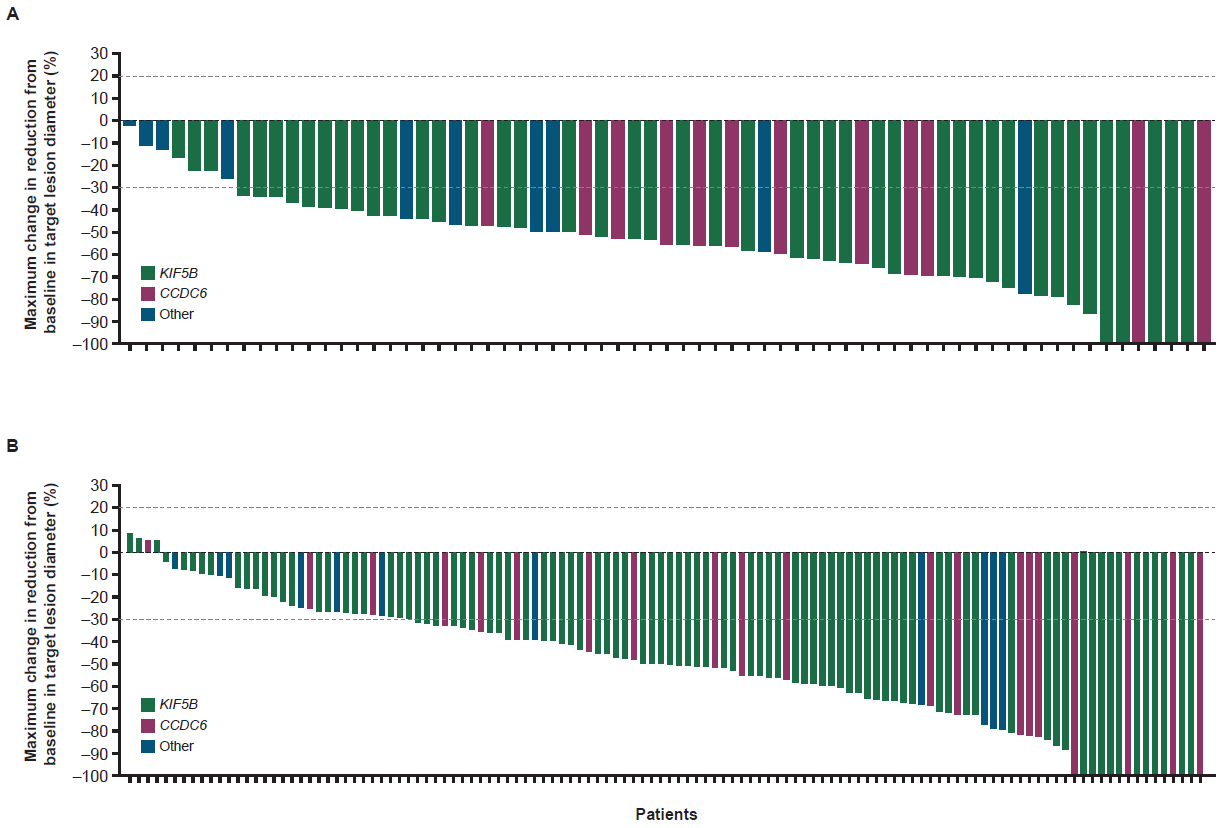 A
Maximum change in reduction from
baseline in target lesion diameter (%)
30
20
10
0
–10
–20
–30
–40
–50
–60
–70
–80
–90
–100
KIF5B
CCDC6
Other
B
Maximum change in reduction from
baseline in target lesion diameter (%)
30
20
10
0
–10
–20
–30
–40
–50
–60
–70
–80
–90
–100
KIF5B
CCDC6
Other
Patients